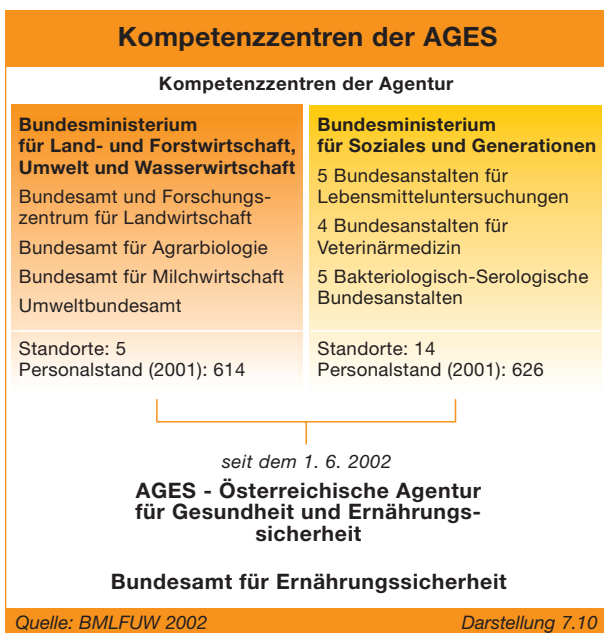 Kompetenzzentren der AGES
Kompetenzzentren der Agentur
Bundesministerium
für Land- und Forstwirtschaft,
Umwelt und Wasserwirtschaft
Bundesamt und Forschungs-
zentrum für Landwirtschaft
Bundesamt für Agrarbiologie
Bundesamt für Milchwirtschaft
Umweltbundesamt
Standorte: 5
Personalstand (2001): 614
Bundesministerium
für Soziales und Generationen
5 Bundesanstalten für
Lebensmitteluntersuchungen
4 Bundesanstalten für
Veterinärmedizin
5 Bakteriologisch-Serologische
Bundesanstalten
Standorte: 14
Personalstand (2001): 626
seit dem 1. 6. 2002
AGES - Österreichische Agentur
für Gesundheit und Ernährungs-
sicherheit
Bundesamt für Ernährungssicherheit
Quelle: BMLFUW 2002
Darstellung 7.10